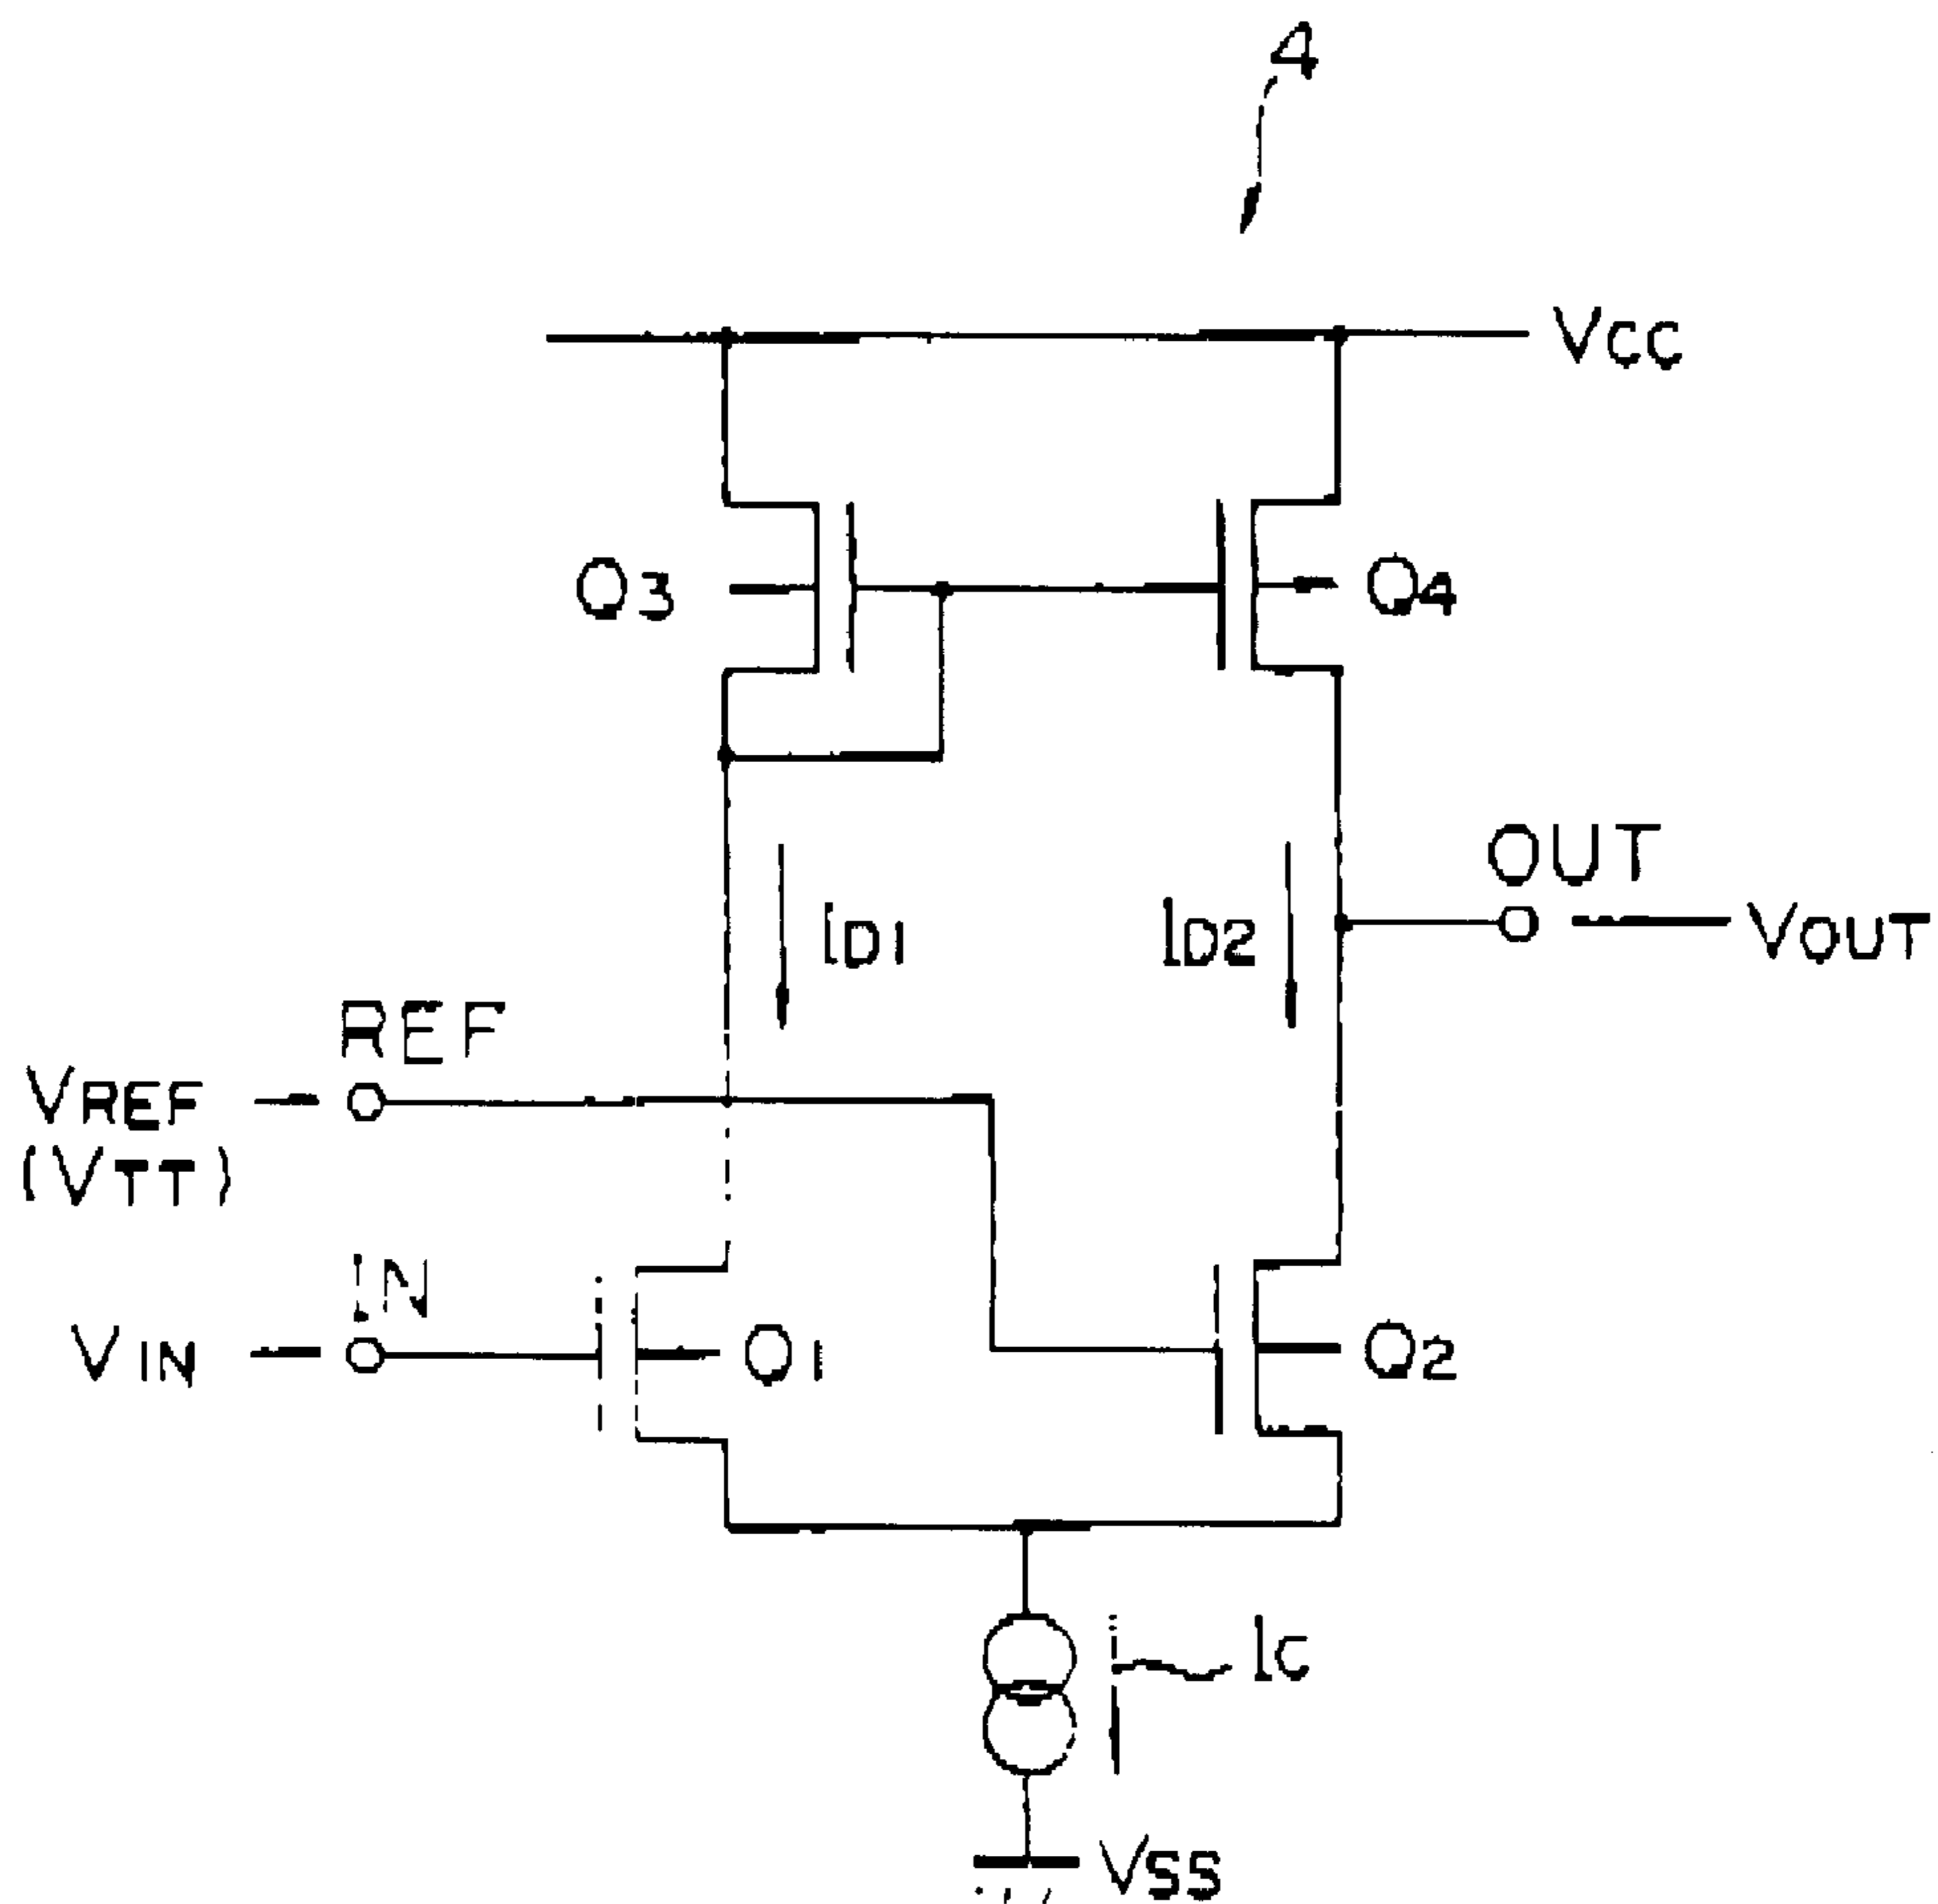 4
VCC
Q3
Q4
OUT
ID1
ID2
VOUT
REF
VREF
(VTT)
IN
VIN
Q1
Q2
IC
VSS